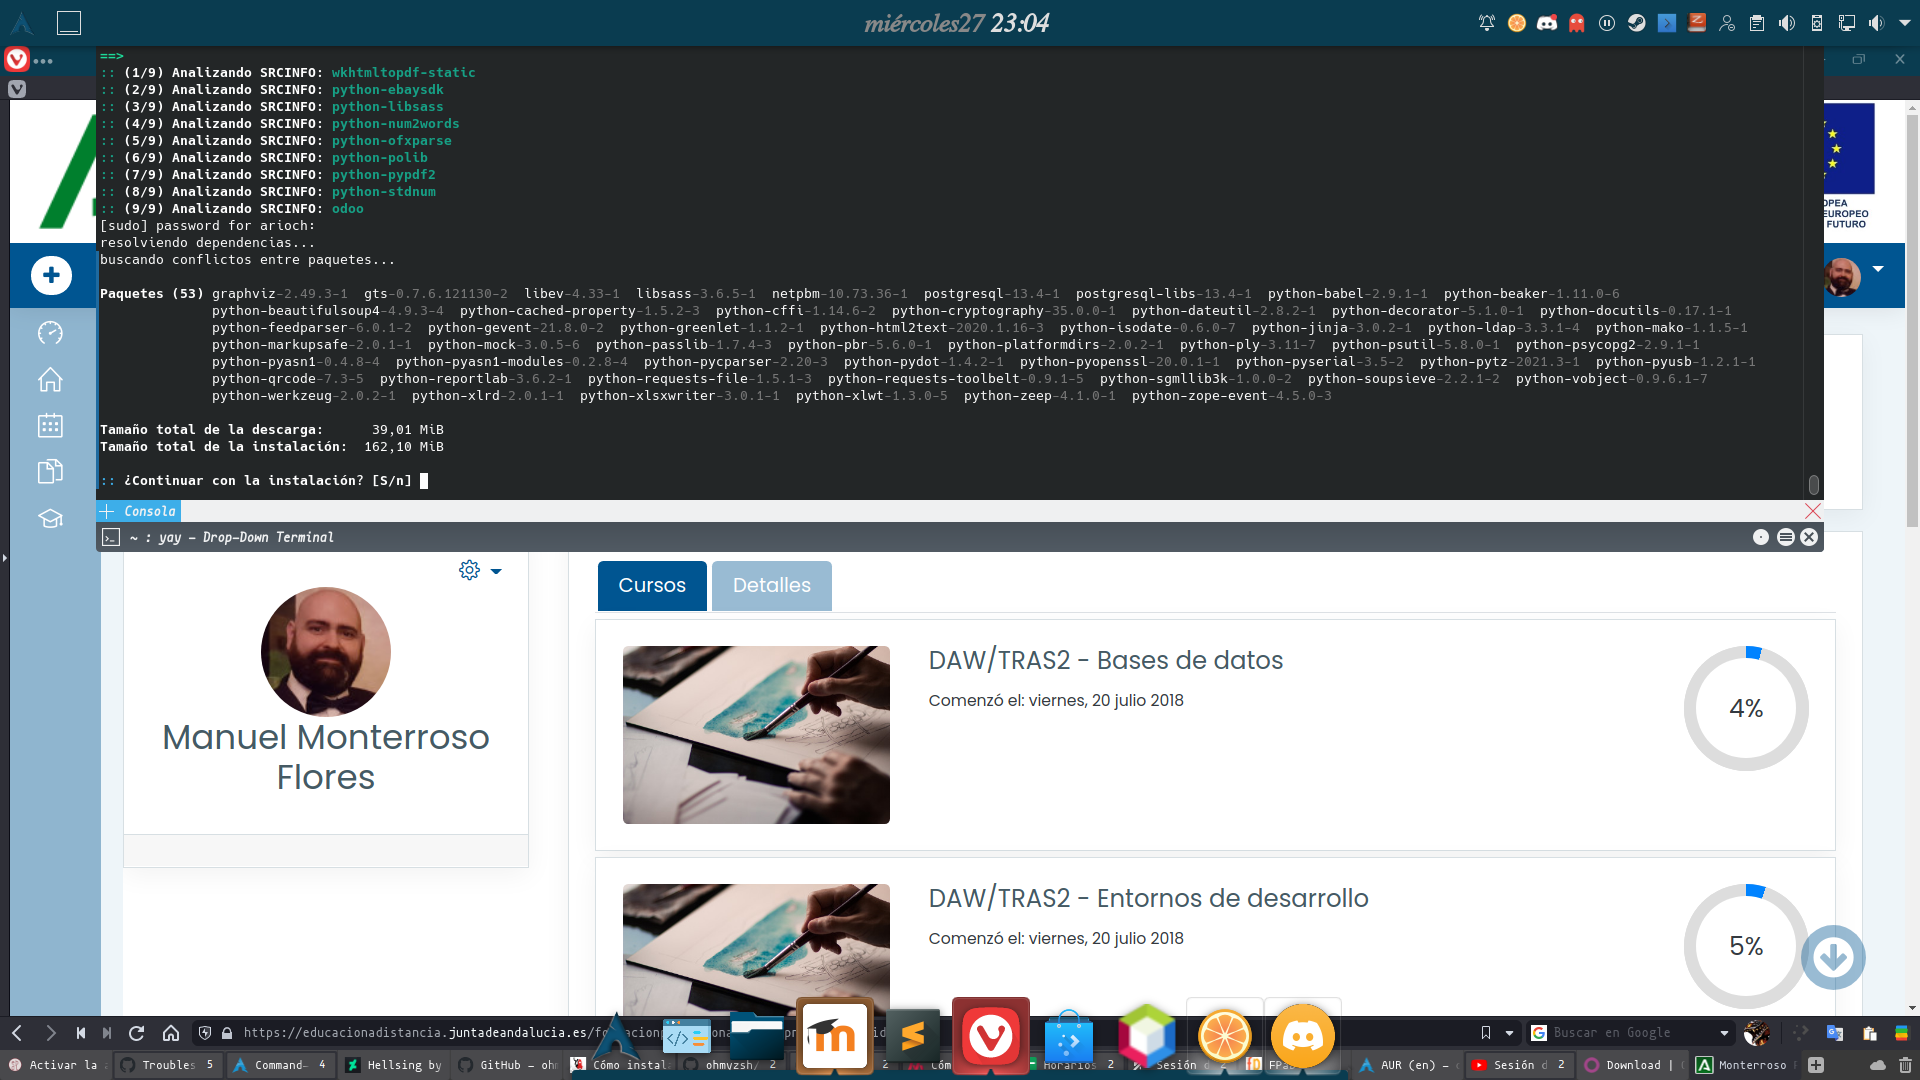 miércoles27 23:04
==>
:: (1/9) Analizando SRCINFO: wkhtmltopdf-static
:: (2/9) Analizando SRCINFO: python-ebaysdk
:: (3/9) Analizando SRCINFO: python-libsass
:: (4/9) Analizando SRCINFO: python-num2words
:: (5/9) Analizando SRCINFO: python-ofxparse
:: (6/9) Analizando SRCINFO: python-polib
:: (7/9) Analizando SRCINFO: python-pypdf2
:: (8/9) Analizando SRCINFO: python-stdnum
:: (9/9) Analizando SRCINFO: odoo
[sudo] password for arioch:
resolviendo dependencias...
buscando conflictos entre paquetes...
Paquetes (53) graphviz-2.49.3-1 gts-0.7.6.121130-2 libev-4.33-1 libsass-3.6.5-1 netpbm-10.73.36-1 postgresql-13.4-1 postgresql-libs-13.4-1 python-babel-2.9.1-1 python-beaker-1.11.0-6
python-beautifulsoup4-4.9.3-4 python-cached-property-1.5.2-3 python-cffi-1.14.6-2 python-cryptography-35.0.0-1 python-dateutil-2.8.2-1 python-decorator-5.1.0-1 python-docutils-0.17.1-1
python-feedparser-6.0.1-2 python-gevent-21.8.0-2 python-greenlet-1.1.2-1 python-html2text-2020.1.16-3 python-isodate-0.6.0-7 python-jinja-3.0.2-1 python-ldap-3.3.1-4 python-mako-1.1.5-1
python-markupsafe-2.0.1-1 python-mock-3.0.5-6 python-passlib-1.7.4-3 python-pbr-5.6.0-1 python-platformdirs-2.0.2-1 python-ply-3.11-7 python-psutil-5.8.0-1 python-psycopg2-2.9.1-1
python-pyasn1-0.4.8-4 python-pyasn1-modules-0.2.8-4 python-pycparser-2.20-3 python-pydot-1.4.2-1 python-pyopenssl-20.0.1-1 python-pyserial-3.5-2 python-pytz-2021.3-1 python-pyusb-1.2.1-1
python-qrcode-7.3-5 python-reportlab-3.6.2-1 python-requests-file-1.5.1-3 python-requests-toolbelt-0.9.1-5 python-sgmllib3k-1.0.0-2 python-soupsieve-2.2.1-2 python-vobject-0.9.6.1-7
python-werkzeug-2.0.2-1 python-xlrd-2.0.1-1 python-xlsxwriter-3.0.1-1 python-xlwt-1.3.0-5 python-zeep-4.1.0-1 python-zope-event-4.5.0-3
Tamaño total de la descarga: 39,01 MiB
Tamaño total de la instalación: 162,10 MiB
:: ¿Continuar con la instalación? [S/n]
OPEA
EUROPEO
FUTURO
Consola
~ : yay – Drop-Down Terminal
Cursos Detalles
Manuel Monterroso
Flores
DAW/TRAS2 - Bases de datos
Comenzó el: viernes, 20 julio 2018
4%
DAW/TRAS2 - Entornos de desarrollo
Comenzó el: viernes, 20 julio 2018
5%
https://educacionadistancia.juntadeandalucia.es/fo
Buscar en Google
Activar la
Troubles 5
Command- 4
Hellsing by
GitHub – ohm
Cómo instal
ohmyzsh/ 2
Cóm
2
Horarios 2
Sesión d 2
FPa
AUR (en) –
Sesión d 2
Download |
Monterroso